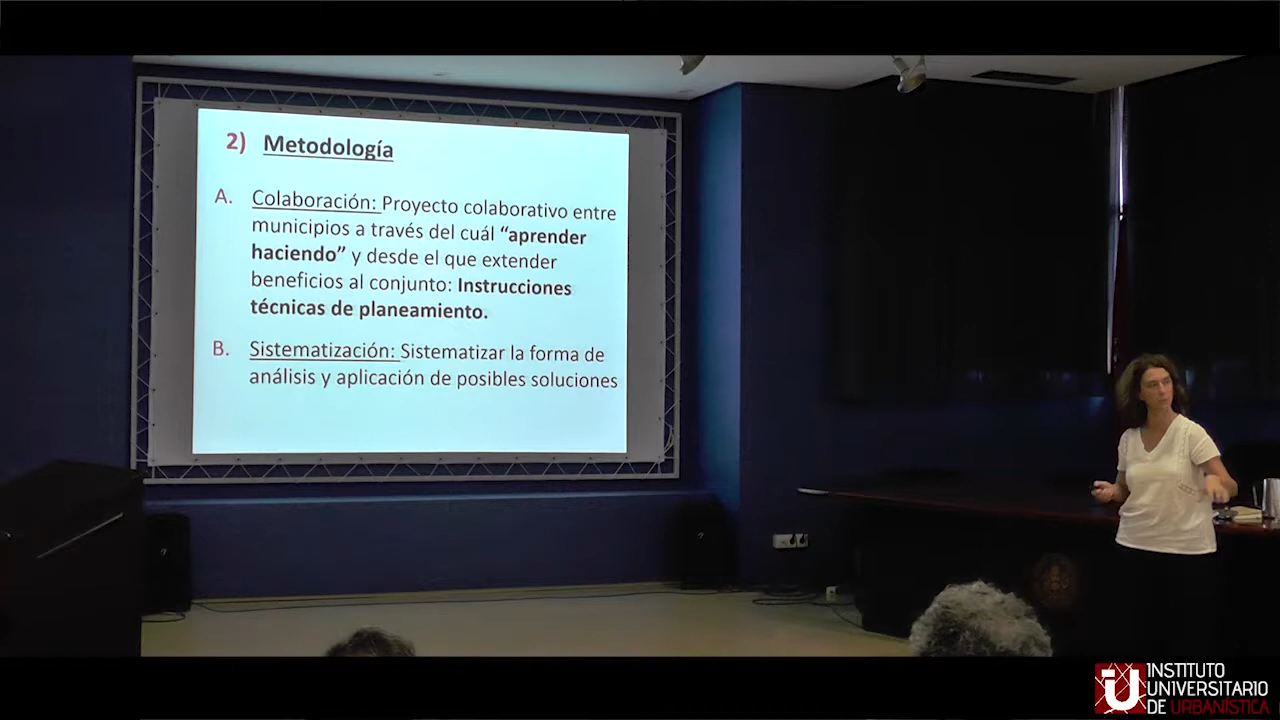 2) Metodología
A. Colaboración: Proyecto colaborativo entre
municipios a través del cuál “aprender
haciendo” y desde el que extender
beneficios al conjunto: Instrucciones
técnicas de planeamiento.
B. Sistematización: Sistematizar la forma de
análisis y aplicación de posibles soluciones
INSTITUTO
UNIVERSITARIO
DE URBANÍSTICA